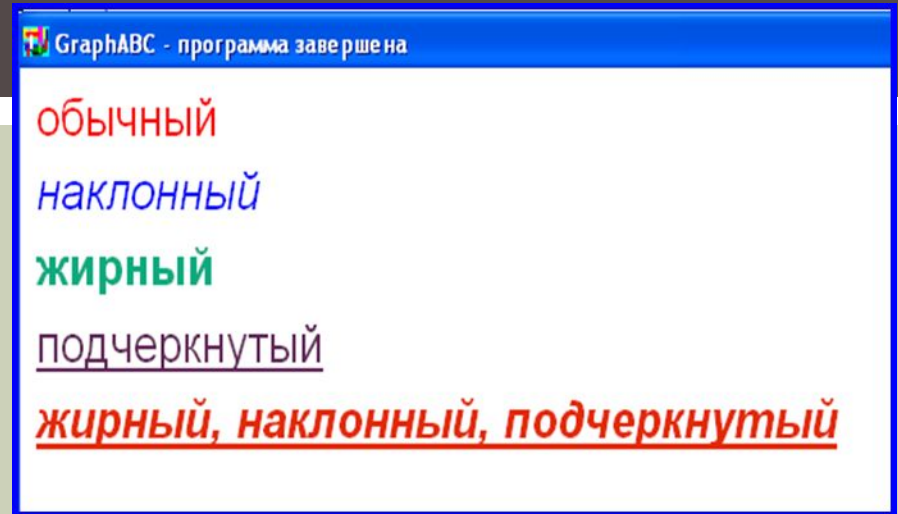 GraphABC - программа завершена
обычный
наклонный
жирный
подчеркнутый
жирный, наклонный, подчеркнутый